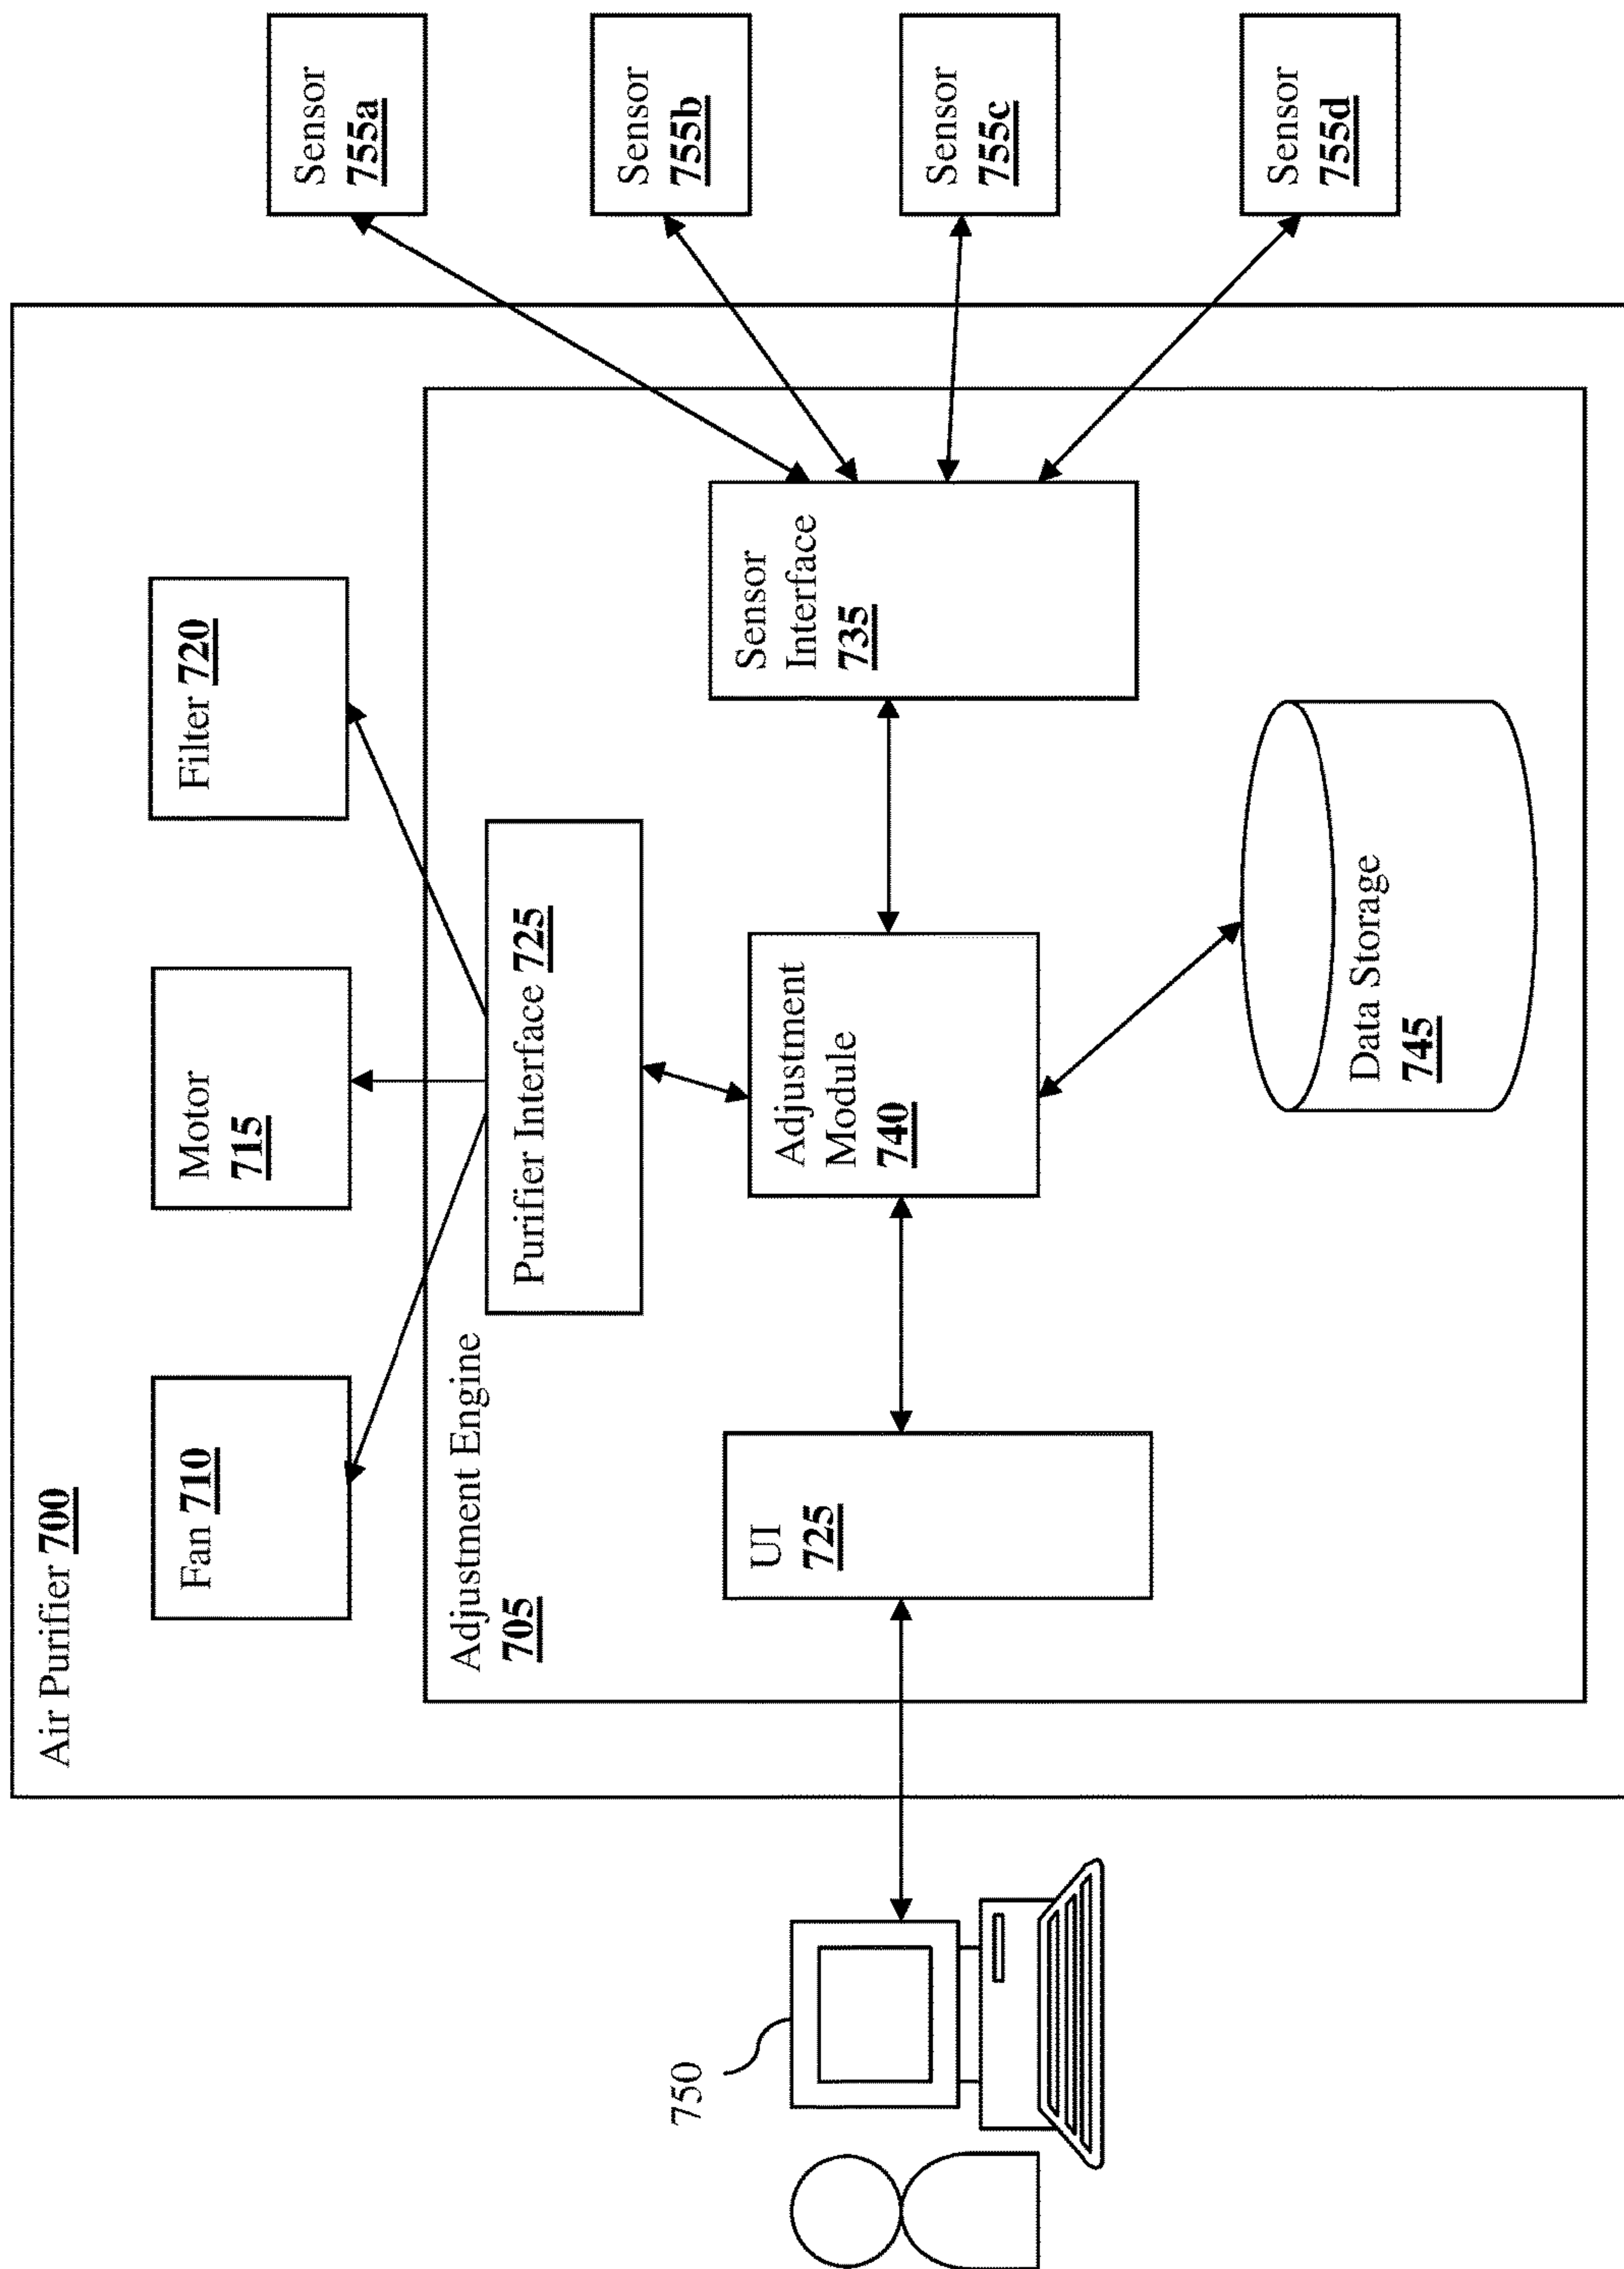 Air Purifier 700
Fan 710
Motor
715
Filter 720
Adjustment Engine
705
Purifier Interface 725
UI
725
Adjustment
Module
740
Sensor
Interface
735
Data Storage
745
750
Sensor
755a
Sensor
755b
Sensor
755c
Sensor
755d